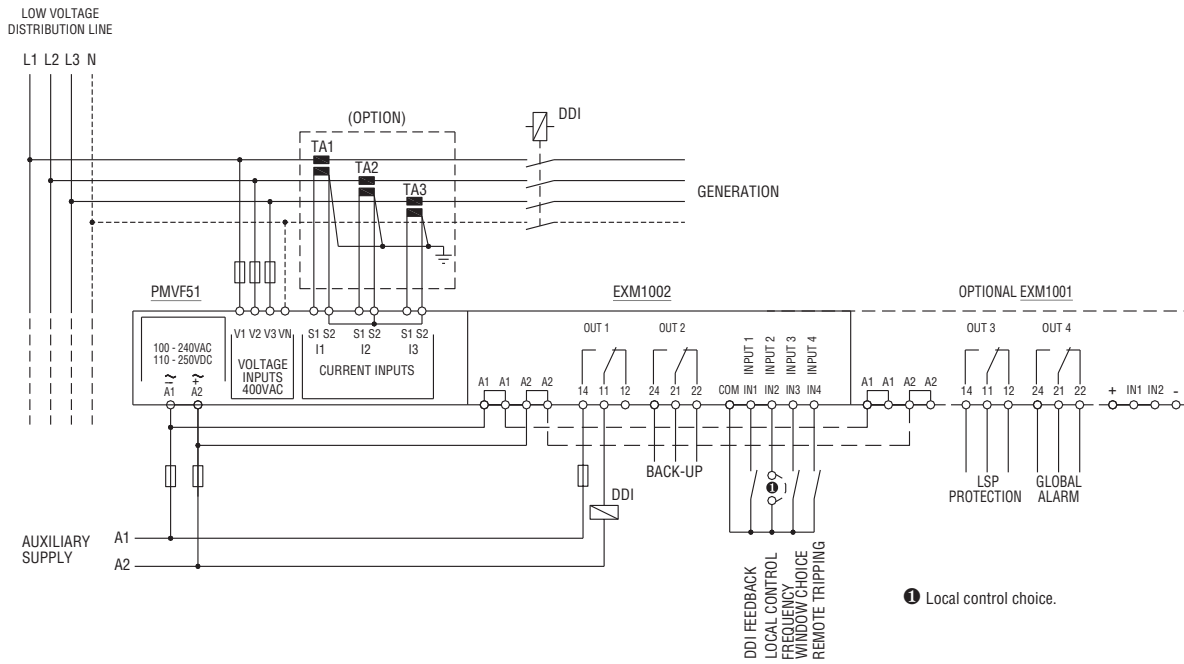 LOW VOLTAGE
DISTRIBUTION LINE
L1 L2 L3 N
(OPTION)
DDI
TA1
TA2
TA3
GENERATION
PMVF51
EXM1002
OPTIONAL EXM1001
100 - 240VAC
110 - 250VDC
~ ~
- +
A1 A2
V1 V2 V3 VN
VOLTAGE
INPUTS
400VAC
S1 S2 S1 S2 S1 S2
I1 I2 I3
CURRENT INPUTS
OUT 1 OUT 2
INPUT 1
INPUT 2
INPUT 3
INPUT 4
OUT 3 OUT 4
A1 A1 A2 A2
14 11 12 24 21 22
COM IN1 IN2 IN3 IN4
A1 A1 A2 A2
14 11 12 24 21 22
+ IN1 IN2 -
BACK-UP
❶
LSP
PROTECTION
GLOBAL
ALARM
DDI
AUXILIARY
SUPPLY
A1
A2
DDI FEEDBACK
LOCAL CONTROL
FREQUENCY
WINDOW CHOICE
REMOTE TRIPPING
❶ Local control choice.